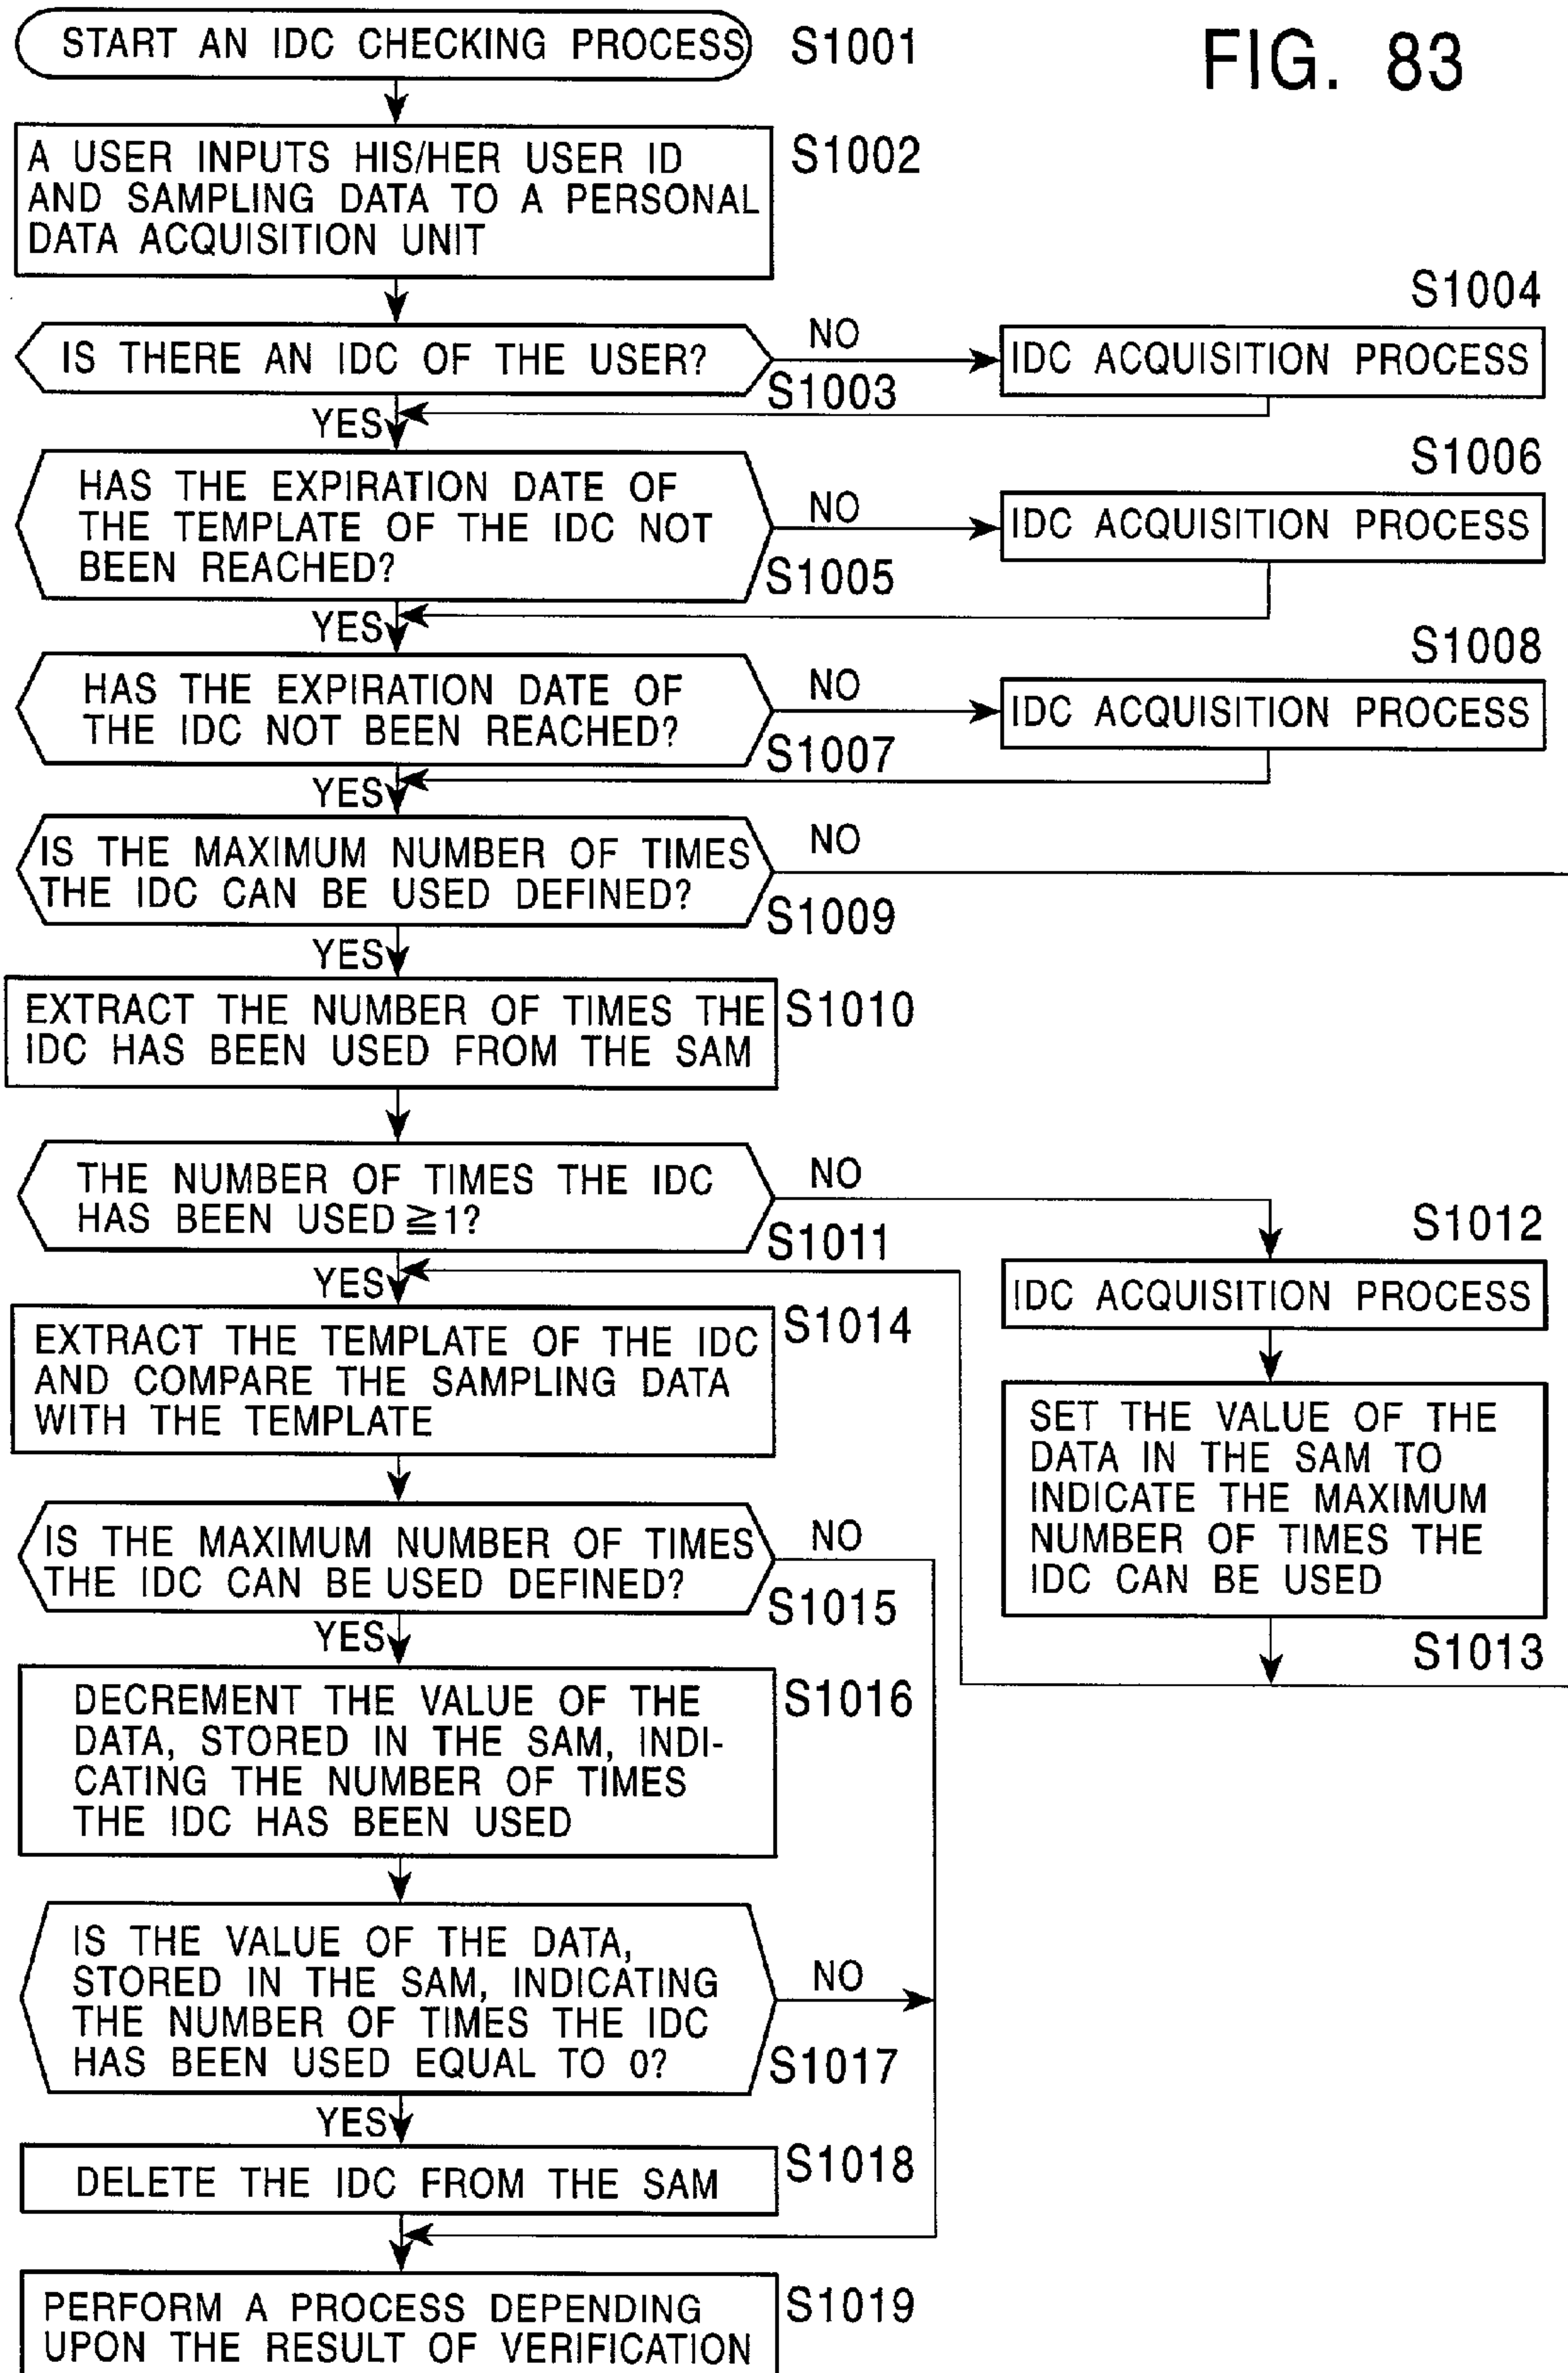 FIG. 83
START AN IDC CHECKING PROCESS
S1001
A USER INPUTS HIS/HER USER ID
AND SAMPLING DATA TO A PERSONAL
DATA ACQUISITION UNIT
S1002
IS THERE AN IDC OF THE USER?
NO
S1003
S1004
IDC ACQUISITION PROCESS
YES
HAS THE EXPIRATION DATE OF
THE TEMPLATE OF THE IDC NOT
BEEN REACHED?
NO
S1005
S1006
IDC ACQUISITION PROCESS
YES
HAS THE EXPIRATION DATE OF
THE IDC NOT BEEN REACHED?
NO
S1007
S1008
IDC ACQUISITION PROCESS
YES
IS THE MAXIMUM NUMBER OF TIMES
THE IDC CAN BE USED DEFINED?
NO
S1009
YES
EXTRACT THE NUMBER OF TIMES THE
IDC HAS BEEN USED FROM THE SAM
S1010
THE NUMBER OF TIMES THE IDC
HAS BEEN USED ≧ 1?
NO
S1011
S1012
IDC ACQUISITION PROCESS
SET THE VALUE OF THE
DATA IN THE SAM TO
INDICATE THE MAXIMUM
NUMBER OF TIMES THE
IDC CAN BE USED
S1013
YES
EXTRACT THE TEMPLATE OF THE IDC
AND COMPARE THE SAMPLING DATA
WITH THE TEMPLATE
S1014
IS THE MAXIMUM NUMBER OF TIMES
THE IDC CAN BE USED DEFINED?
NO
S1015
YES
DECREMENT THE VALUE OF THE
DATA, STORED IN THE SAM, INDI-
CATING THE NUMBER OF TIMES
THE IDC HAS BEEN USED
S1016
IS THE VALUE OF THE DATA,
STORED IN THE SAM, INDICATING
THE NUMBER OF TIMES THE IDC
HAS BEEN USED EQUAL TO 0?
NO
S1017
YES
DELETE THE IDC FROM THE SAM
S1018
PERFORM A PROCESS DEPENDING
UPON THE RESULT OF VERIFICATION
S1019